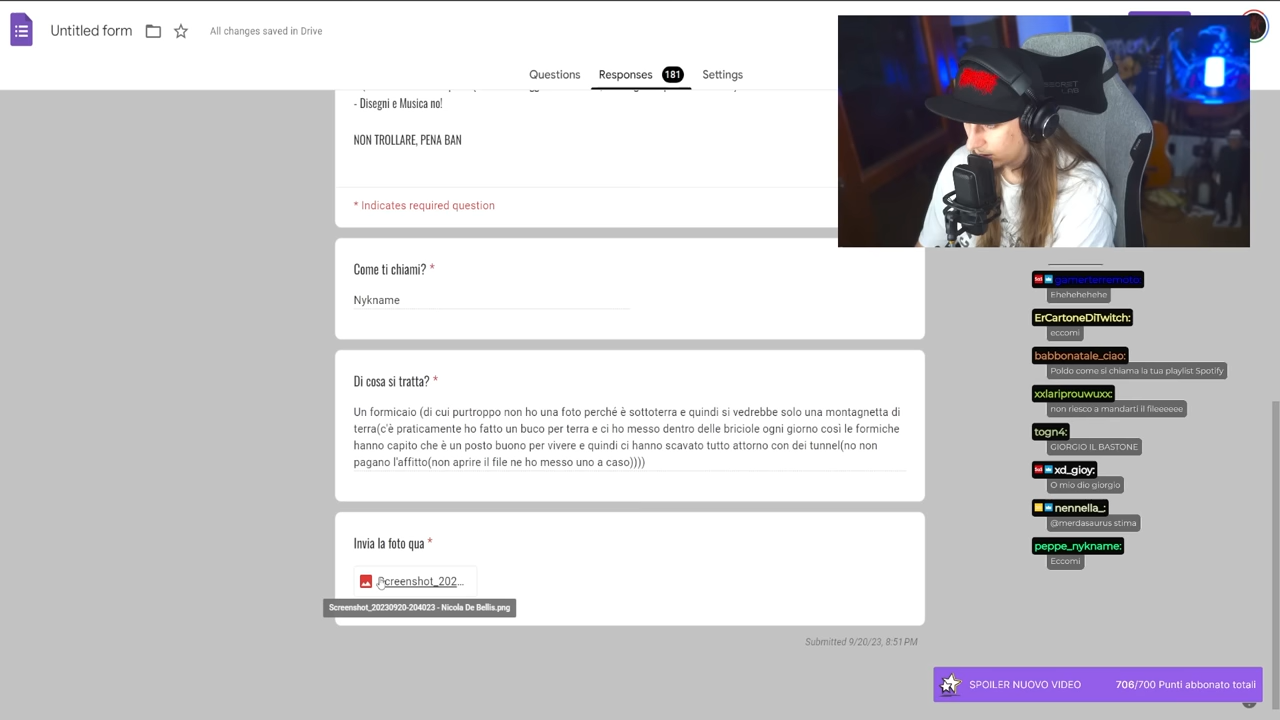 Untitled form
All changes saved in Drive
Questions
Responses
181
Settings
- Disegni e Musica no!
NON TROLLARE, PENA BAN
* Indicates required question
Come ti chiami? *
Nykname
Di cosa si tratta? *
Un formicaio (di cui purtroppo non ho una foto perché è sottoterra e quindi si vedrebbe solo una montagnetta di
terra(c'è praticamente ho fatto un buco per terra e ci ho messo dentro delle briciole ogni giorno così le formiche
hanno capito che è un posto buono per vivere e quindi ci hanno scavato tutto attorno con dei tunnel(no non
pagano l'affitto(non aprire il file ne ho messo uno a caso))))
Invia la foto qua *
Screenshot_202...
Screenshot_20230920-204023 - Nicola De Bellis.png
Submitted 9/20/23, 8:51 PM
gamerterremoto:
Ehehehehehe
ErCartoneDiTwitch:
eccomi
babbonatale_ciao:
Poldo come si chiama la tua playlist Spotify
xxlariprouwuxx:
non riesco a mandarti il fileeeeee
togn4:
GIORGIO IL BASTONE
xd_gioy:
O mio dio giorgio
nennella_:
@merdasaurus stima
peppe_nykname:
Eccomi
SPOILER NUOVO VIDEO
706/700 Punti abbonato totali